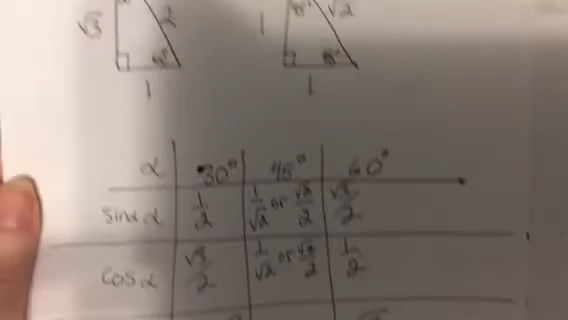 √3 2 1 √2
60°
1 1
α 30° 45° 60°
sin α 1/2 1/√2 or √2/2 √3/2
cos α √3/2 1/√2 or √2/2 1/2